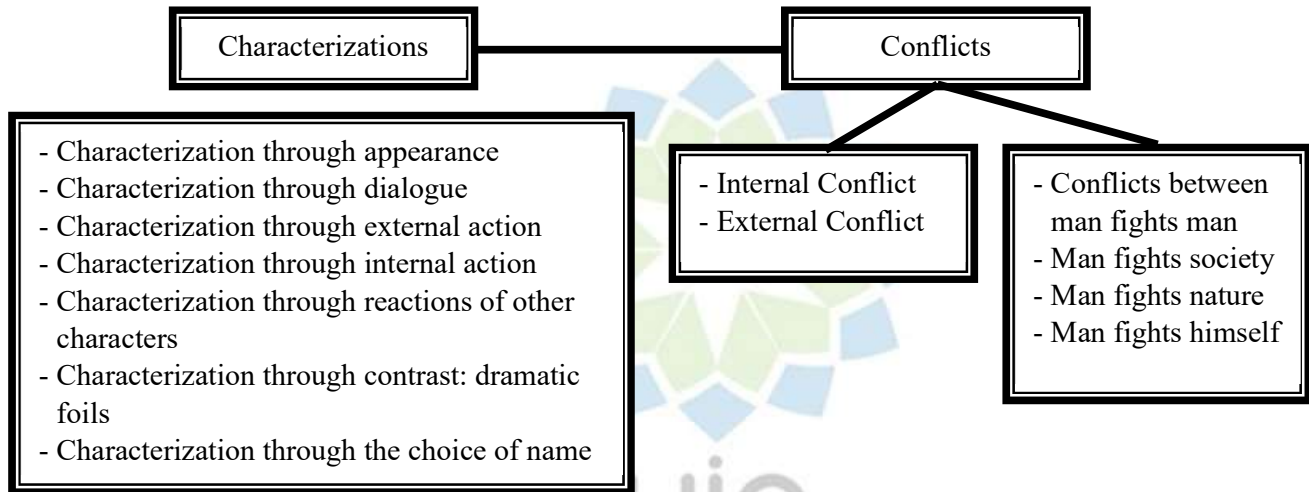 Characterizations
Conflicts
- Characterization through appearance
- Characterization through dialogue
- Characterization through external action
- Characterization through internal action
- Characterization through reactions of other
characters
- Characterization through contrast: dramatic
foils
- Characterization through the choice of name
- Internal Conflict
- External Conflict
- Conflicts between
man fights man
- Man fights society
- Man fights nature
- Man fights himself